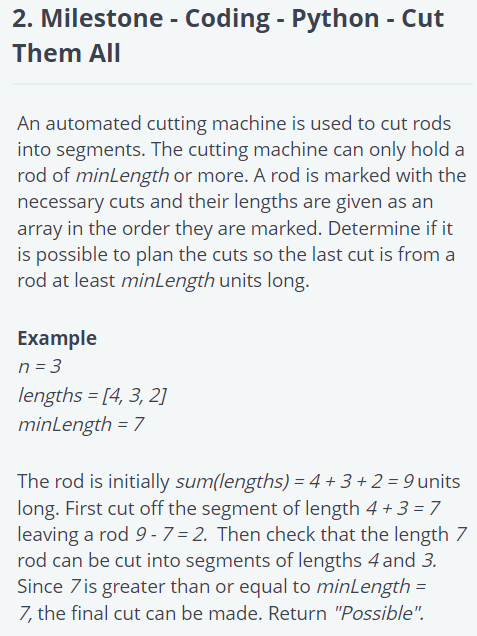 2. Milestone - Coding - Python - Cut
Them All
An automated cutting machine is used to cut rods
into segments. The cutting machine can only hold a
rod of minLength or more. A rod is marked with the
necessary cuts and their lengths are given as an
array in the order they are marked. Determine if it
is possible to plan the cuts so the last cut is from a
rod at least minLength units long.
Example
n = 3
lengths = [4, 3, 2]
minLength = 7
The rod is initially sum(lengths) = 4 + 3 + 2 = 9 units
long. First cut off the segment of length 4 + 3 = 7
leaving a rod 9 - 7 = 2. Then check that the length 7
rod can be cut into segments of lengths 4 and 3.
Since 7 is greater than or equal to minLength =
7, the final cut can be made. Return "Possible".